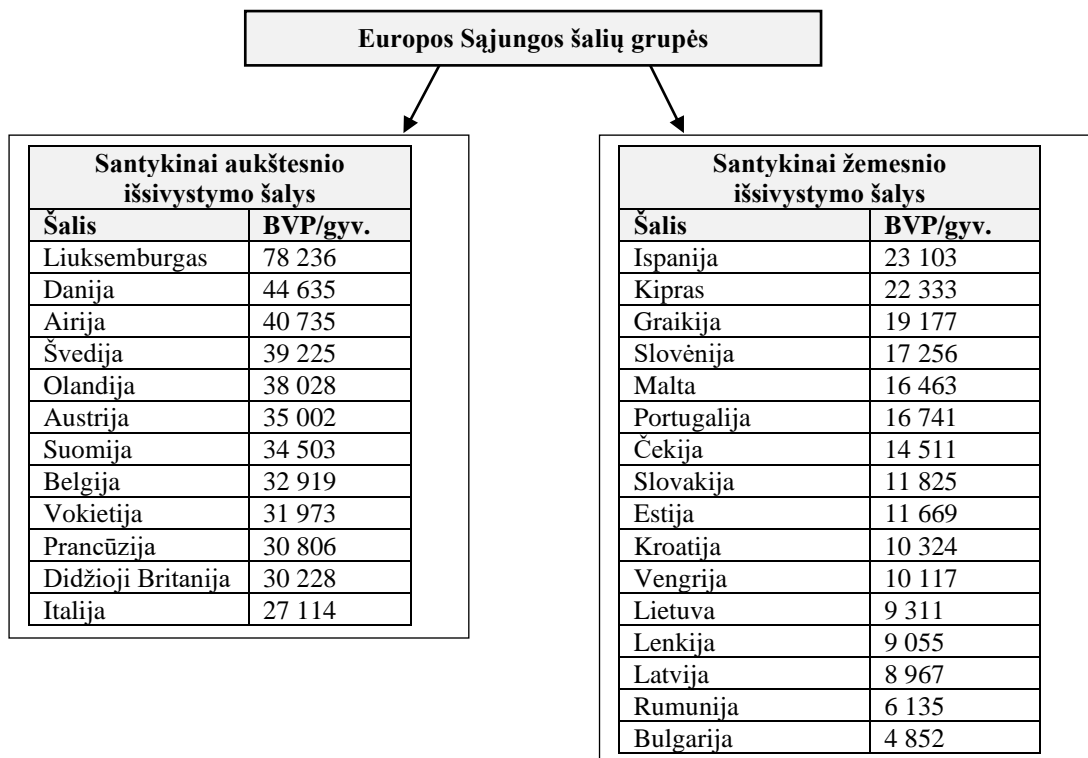 Europos Sąjungos šalių grupės
Santykinai aukštesnio
išsivystymo šalys
Šalis BVP/gyv.
Liuksemburgas 78 236
Danija 44 635
Airija 40 735
Švedija 39 225
Olandija 38 028
Austrija 35 002
Suomija 34 503
Belgija 32 919
Vokietija 31 973
Prancūzija 30 806
Didžioji Britanija 30 228
Italija 27 114
Santykinai žemesnio
išsivystymo šalys
Šalis BVP/gyv.
Ispanija 23 103
Kipras 22 333
Graikija 19 177
Slovėnija 17 256
Malta 16 463
Portugalija 16 741
Čekija 14 511
Slovakija 11 825
Estija 11 669
Kroatija 10 324
Vengrija 10 117
Lietuva 9 311
Lenkija 9 055
Latvija 8 967
Rumunija 6 135
Bulgarija 4 852